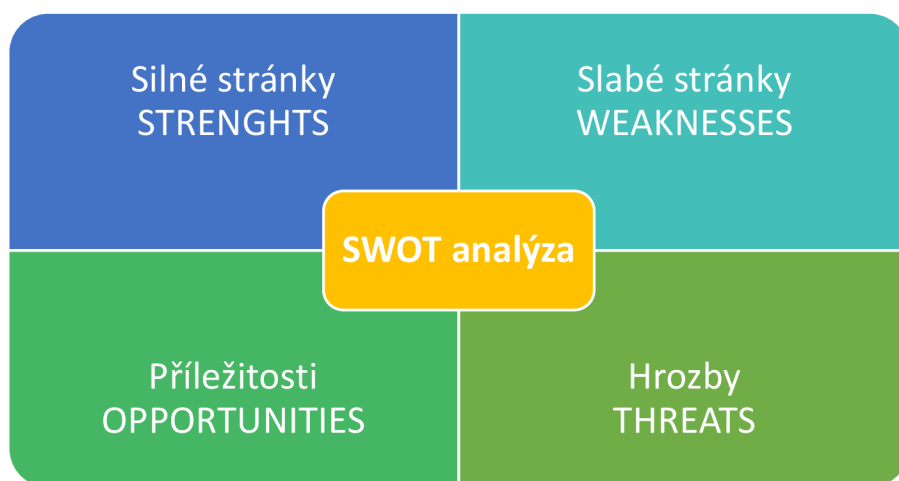 Silné stránky
STRENGHTS
Slabé stránky
WEAKNESSES
SWOT analýza
Příležitosti
OPPORTUNITIES
Hrozby
THREATS